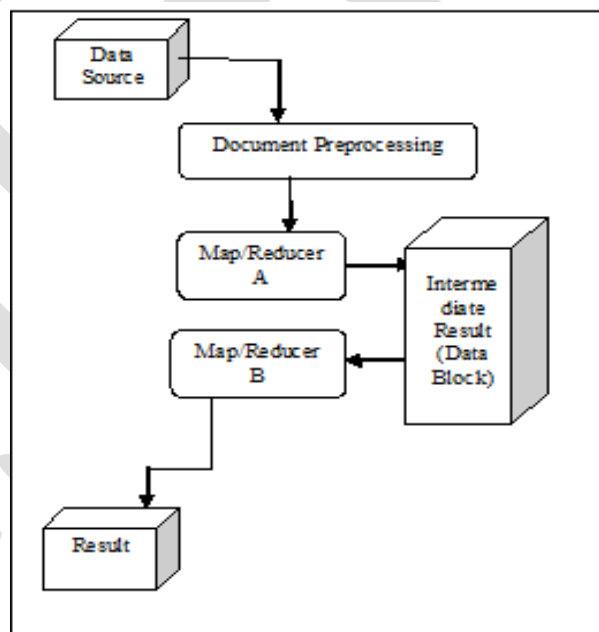 Data
Source
Document Preprocessing
Map/Reducer
A
Interme
diate
Result
(Data
Block)
Map/Reducer
B
Result